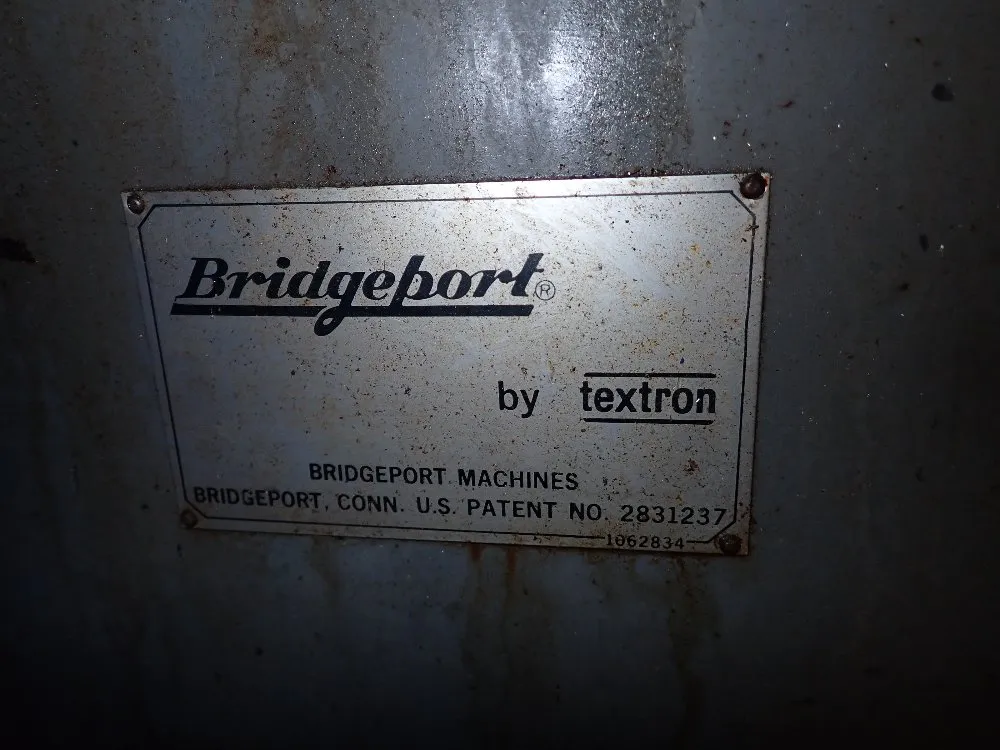 Bridgeport®
by textron
BRIDGEPORT MACHINES
BRIDGEPORT, CONN. U.S. PATENT NO. 2831237
1062834